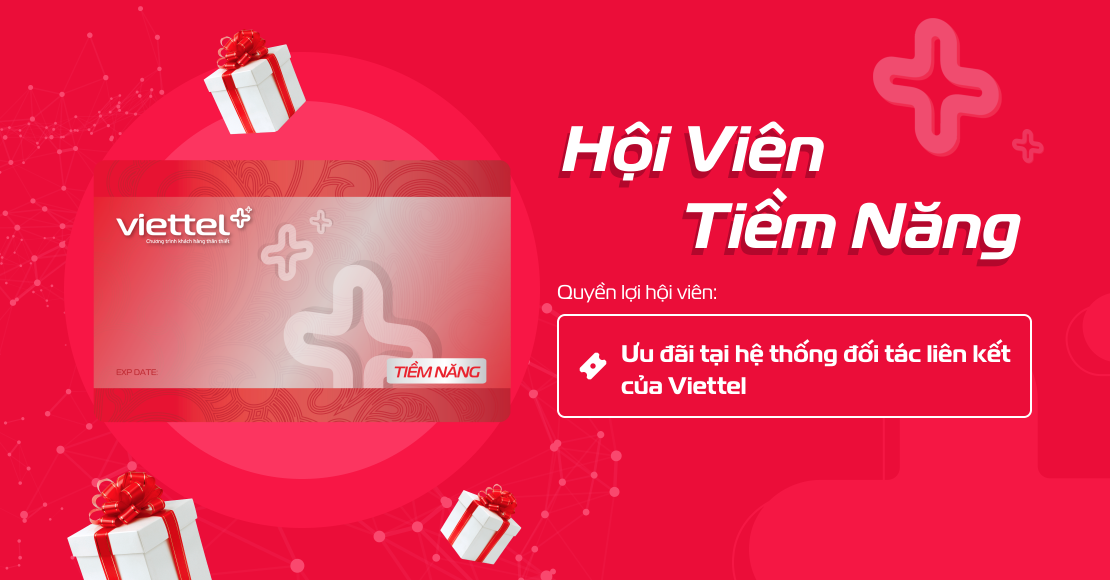 viettel
Chương trình khách hàng thân thiết
EXP DATE:
TIỀM NĂNG
Hội Viên
Tiềm Năng
Quyền lợi hội viên:
Ưu đãi tại hệ thống đối tác liên kết
của Viettel